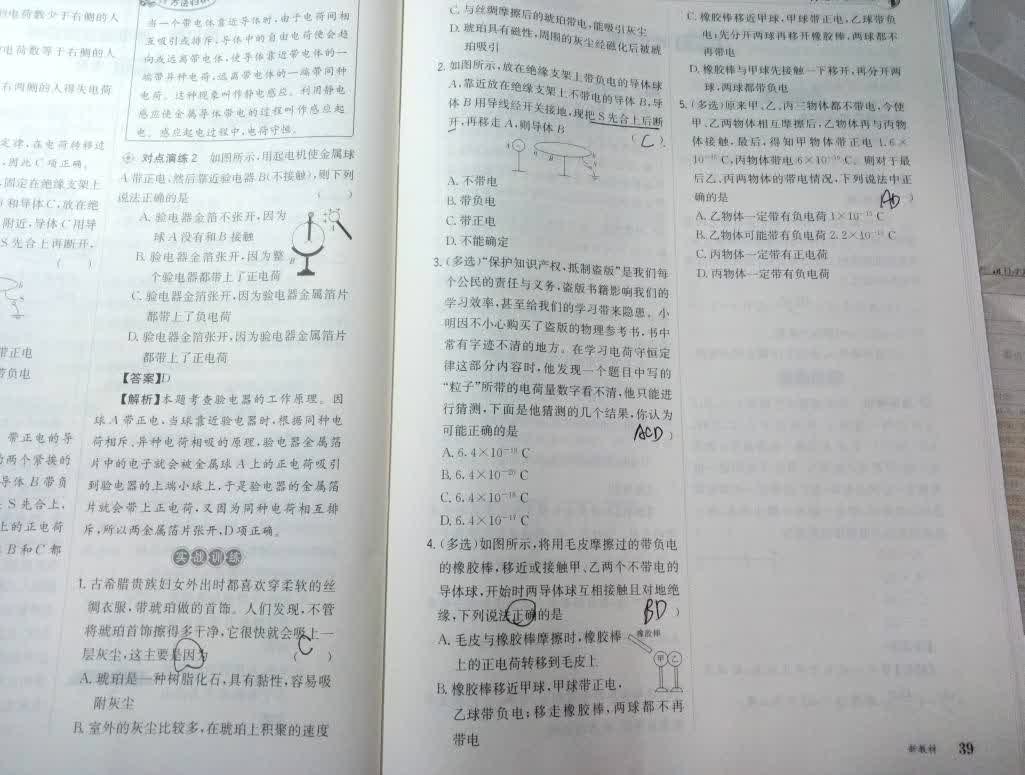 电荷数少于右侧的人
电荷数等于右侧的人
右两侧的人得失电荷
定律,在电荷转移过
,因此C项正确。
,固定在绝缘支架上
和导体C,放在绝
附近,导体C用导
S先合上再断开,
( )
带正电
带负电
带正电的导
的两个紧挨的
导体B带负
S先合上,
上的正电荷
B和C都
当一个带电体靠近导体时,由于电荷间相
互吸引或排斥,导体中的自由电荷便会趋
向或远离带电体,使导体靠近带电体的一
端带异种电荷,远离带电体的一端带同种
电荷。这种现象叫作静电感应。利用静电
感应使金属导体带电的过程叫作感应起
电。感应起电过程中,电荷守恒。
对点演练2 如图所示,用起电机使金属球
A带正电,然后靠近验电器B(不接触),则下列
说法正确的是 ( )
A. 验电器金箔不张开,因为
球A没有和B接触
B. 验电器金箔张开,因为整
个验电器都带上了正电荷
C. 验电器金箔张开,因为验电器金属箔片
都带上了负电荷
D. 验电器金箔张开,因为验电器金属箔片
都带上了正电荷
【答案】D
【解析】本题考查验电器的工作原理。因
球A带正电,当球靠近验电器时,根据同种电
荷相斥、异种电荷相吸的原理,验电器金属箔
片中的电子就会被金属球A上的正电荷吸引
到验电器的上端小球上,于是验电器的金属箔
片就会带上正电荷,又因为同种电荷相互排
斥,所以两金属箔片张开,D项正确。
实战训练
1. 古希腊贵族妇女外出时都喜欢穿柔软的丝
绸衣服,带琥珀做的首饰。人们发现,不管
将琥珀首饰擦得多干净,它很快就会吸上一
层灰尘,这主要是因为 ( C )
A. 琥珀是一种树脂化石,具有黏性,容易吸
附灰尘
B. 室外的灰尘比较多,在琥珀上积聚的速度
C. 与丝绸摩擦后的琥珀带电,能吸引灰尘
D. 琥珀具有磁性,周围的灰尘经磁化后被琥
珀吸引
2. 如图所示,放在绝缘支架上带负电的导体球
A,靠近放在绝缘支架上不带电的导体B,导
体B用导线经开关接地,现把S先合上后断
开,再移走A,则导体B ( C )
A. 不带电
B. 带负电
C. 带正电
D. 不能确定
3. (多选)“保护知识产权,抵制盗版”是我们每
个公民的责任与义务,盗版书籍影响我们的
学习效率,甚至给我们的学习带来隐患。小
明因不小心购买了盗版的物理参考书,书中
常有字迹不清的地方。在学习电荷守恒定
律这部分内容时,他发现一个题目中写的
“粒子”所带的电荷量数字看不清,他只能进
行猜测,下面是他猜测的几个结果,你认为
可能正确的是 ACD )
A. 6.4×10⁻¹⁹ C
B. 6.4×10⁻²⁰ C
C. 6.4×10⁻¹⁸ C
D. 6.4×10⁻¹⁷ C
4. (多选)如图所示,将用毛皮摩擦过的带负电
的橡胶棒,移近或接触甲、乙两个不带电的
导体球,开始时两导体球互相接触且对地绝
缘,下列说法正确的是 BD )
A. 毛皮与橡胶棒摩擦时,橡胶棒
上的正电荷转移到毛皮上
橡胶棒
甲 乙
B. 橡胶棒移近甲球,甲球带正电,
乙球带负电;移走橡胶棒,两球都不再
带电
C. 橡胶棒移近甲球,甲球带正电,乙球带负
电;先分开两球再移开橡胶棒,两球都不
再带电
D. 橡胶棒与甲球先接触一下移开,再分开两
球,两球都带负电
5. (多选)原来甲、乙、丙三物体都不带电,今使
甲、乙两物体相互摩擦后,乙物体再与丙物
体接触,最后,得知甲物体带正电1.6×
10⁻¹⁵ C,丙物体带电8×10⁻¹⁶ C。则对于最
后乙、丙两物体的带电情况,下列说法中正
确的是 AD )
A. 乙物体一定带有负电荷8×10⁻¹⁶ C
B. 乙物体可能带有负电荷2.2×10⁻¹⁵ C
C. 丙物体一定带有正电荷
D. 丙物体一定带有负电荷
新教材 39